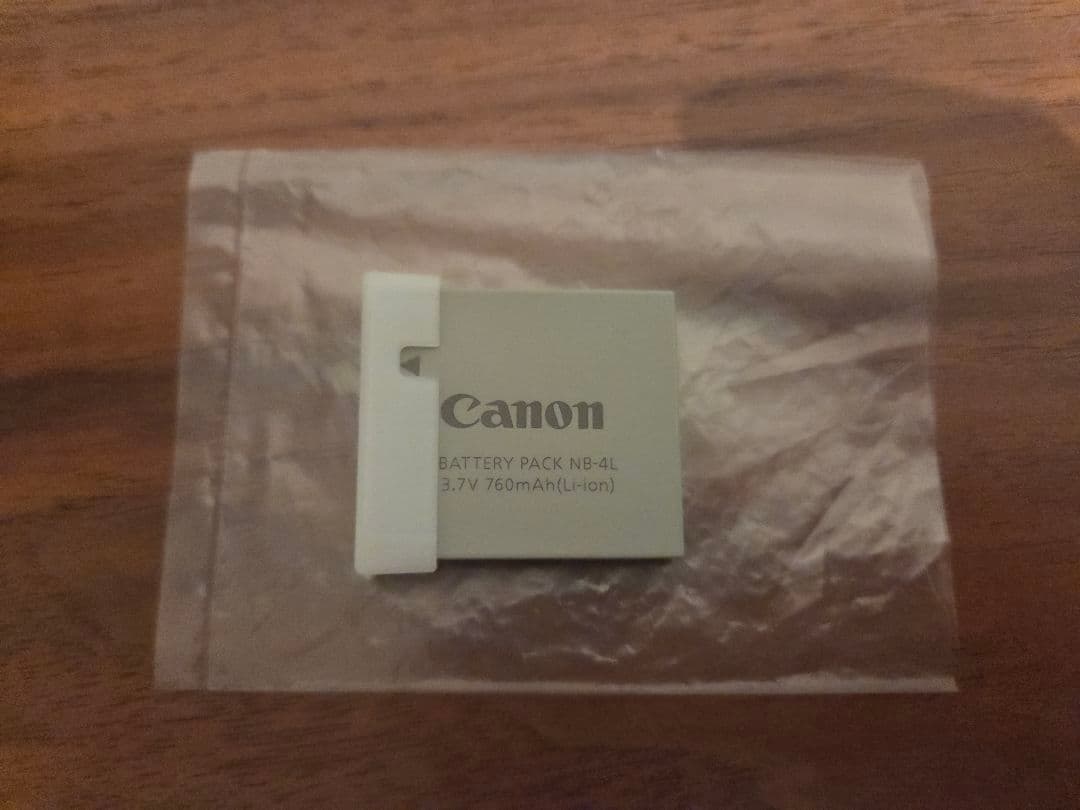 Canon
BATTERY PACK NB-4L
3.7V 760mAh(Li-ion)